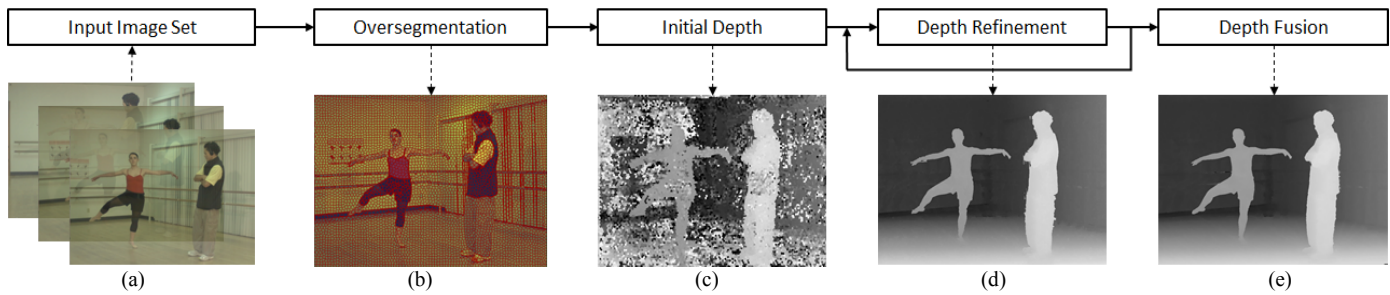 Input Image Set
Oversegmentation
Initial Depth
Depth Refinement
Depth Fusion
(a)
(b)
(c)
(d)
(e)